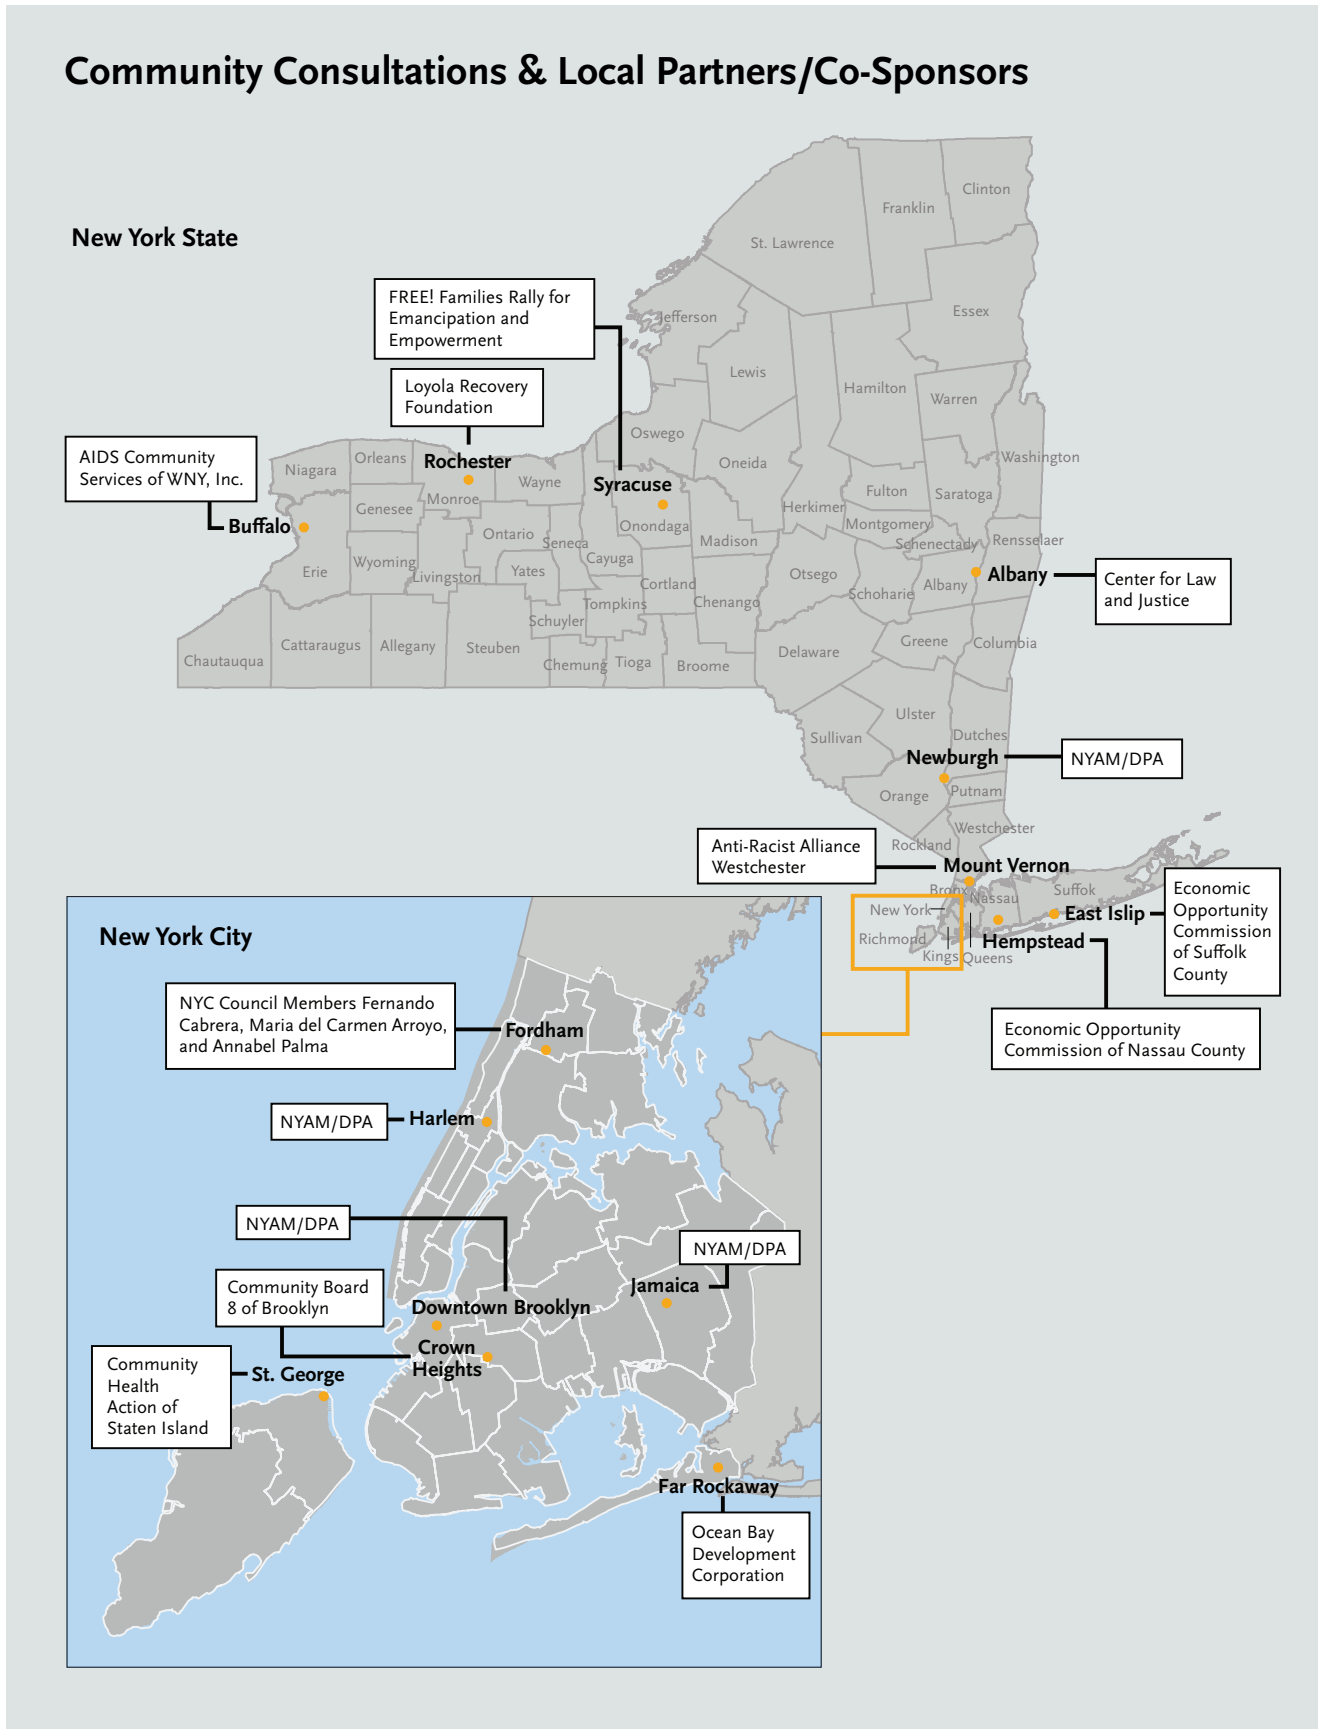 Community Consultations & Local Partners/Co-Sponsors
New York State
Clinton
Franklin
St. Lawrence
Essex
Jefferson
FREE! Families Rally for
Emancipation and
Empowerment
Lewis
Hamilton
Warren
Loyola Recovery
Foundation
Oswego
Oneida
Washington
AIDS Community
Services of WNY, Inc.
Niagara
Orleans
Rochester
Monroe
Wayne
Syracuse
Genesee
Herkimer
Fulton
Saratoga
Buffalo
Onondaga
Madison
Montgomery
Schenectady
Rensselaer
Ontario
Seneca
Cayuga
Erie
Wyoming
Livingston
Yates
Cortland
Chenango
Otsego
Schoharie
Albany
Albany
Center for Law
and Justice
Tompkins
Schuyler
Chautauqua
Cattaraugus
Allegany
Steuben
Chemung
Tioga
Broome
Delaware
Greene
Columbia
Ulster
Sullivan
Dutches
Newburgh
NYAM/DPA
Orange
Putnam
Westchester
Rockland
Anti-Racist Alliance
Westchester
Mount Vernon
Bronx
Nassau
Suffok
New York
Richmond
Kings
Queens
East Islip
Economic
Opportunity
Commission
of Suffolk
County
Hempstead
Economic Opportunity
Commission of Nassau County
New York City
NYC Council Members Fernando
Cabrera, Maria del Carmen Arroyo,
and Annabel Palma
Fordham
NYAM/DPA
Harlem
NYAM/DPA
Downtown Brooklyn
NYAM/DPA
Jamaica
Community Board
8 of Brooklyn
Crown
Heights
Community
Health
Action of
Staten Island
St. George
Far Rockaway
Ocean Bay
Development
Corporation